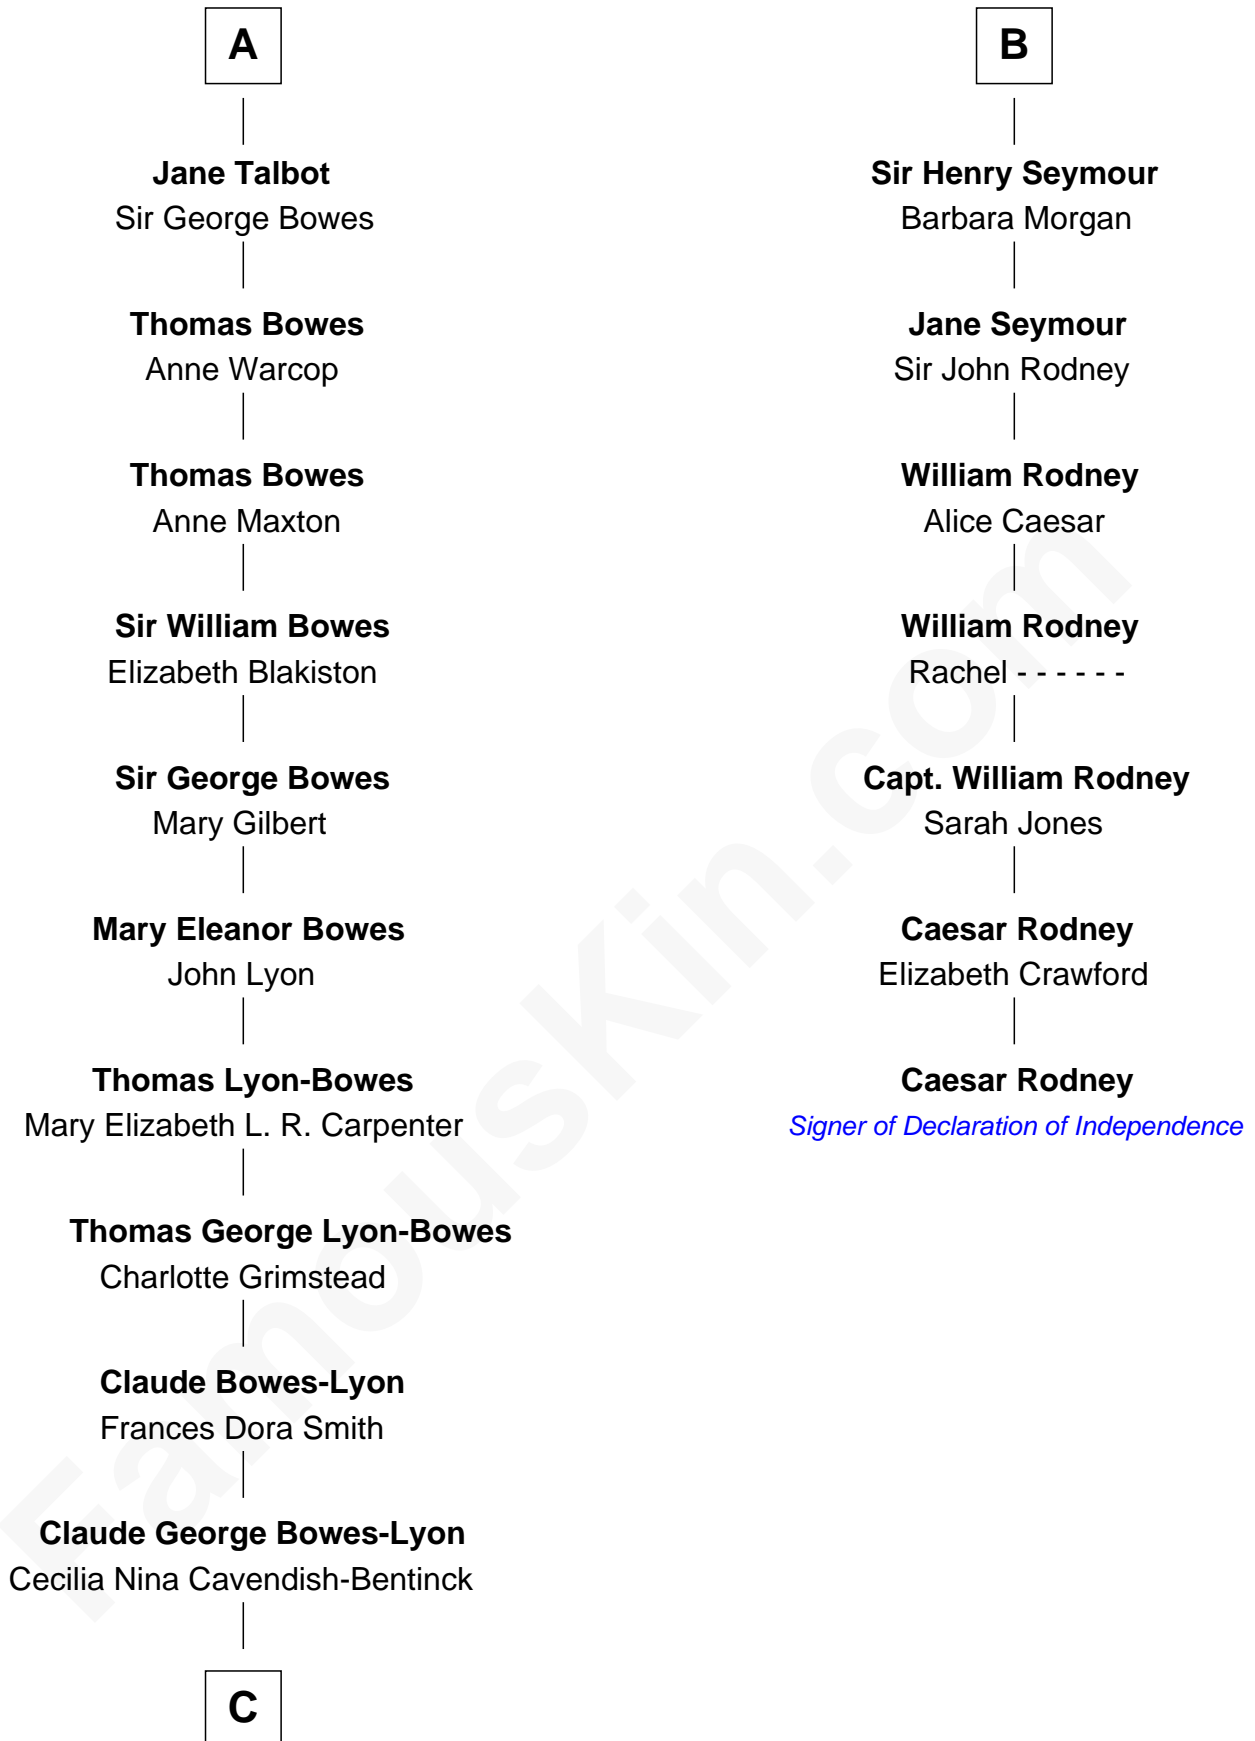 A
Jane Talbot
Sir George Bowes
Thomas Bowes
Anne Warcop
Thomas Bowes
Anne Maxton
Sir William Bowes
Elizabeth Blakiston
Sir George Bowes
Mary Gilbert
Mary Eleanor Bowes
John Lyon
Thomas Lyon-Bowes
Mary Elizabeth L. R. Carpenter
Thomas George Lyon-Bowes
Charlotte Grimstead
Claude Bowes-Lyon
Frances Dora Smith
Claude George Bowes-Lyon
Cecilia Nina Cavendish-Bentinck
C
B
Sir Henry Seymour
Barbara Morgan
Jane Seymour
Sir John Rodney
William Rodney
Alice Caesar
William Rodney
Rachel - - - - - -
Capt. William Rodney
Sarah Jones
Caesar Rodney
Elizabeth Crawford
Caesar Rodney
Signer of Declaration of Independence
FamousKin.com